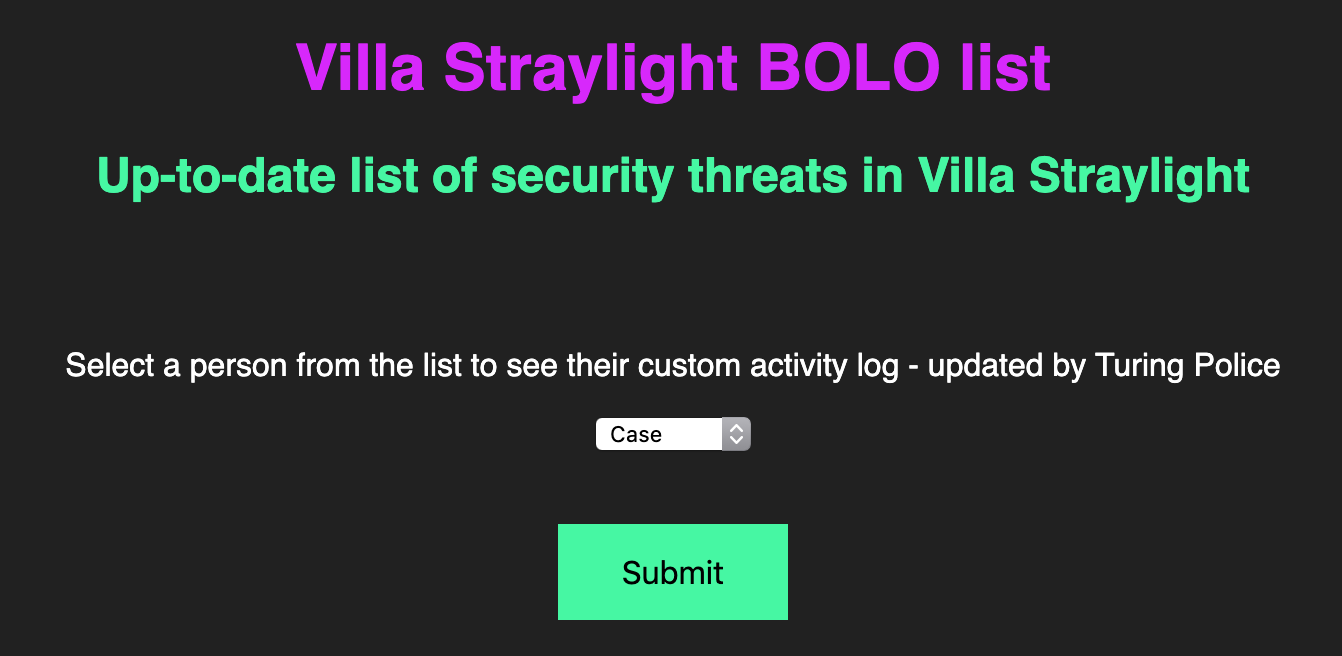 Villa Straylight BOLO list
Up-to-date list of security threats in Villa Straylight
Select a person from the list to see their custom activity log - updated by Turing Police
Case
Submit